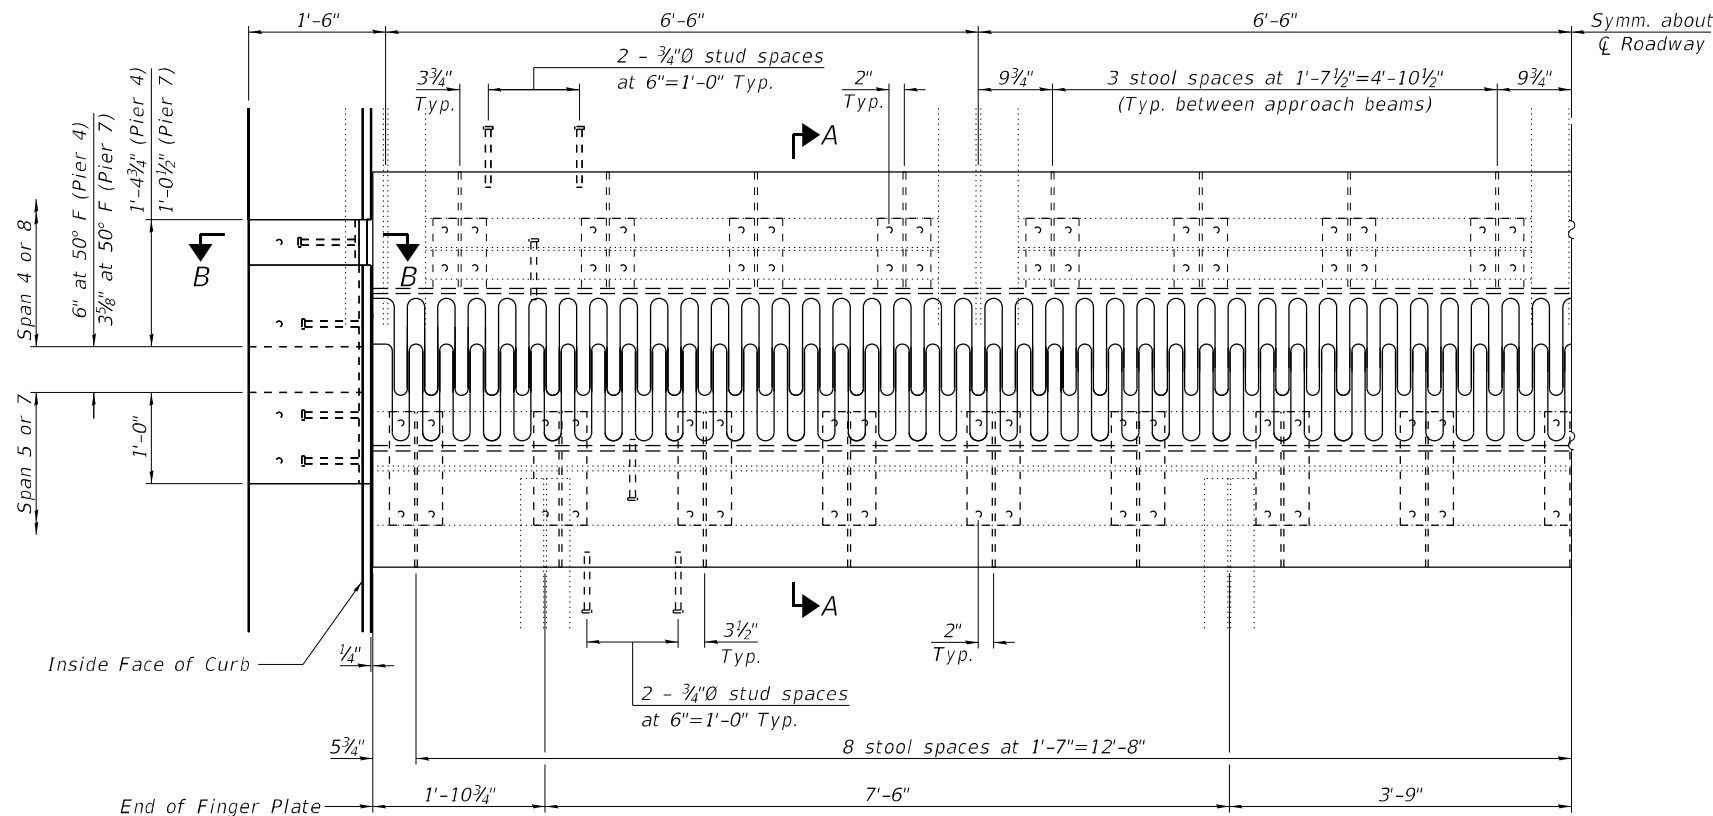 1'-6"
6'-6"
6'-6"
Symm. about
℄ Roadway
2 - ¾"Ø stud spaces
at 6"=1'-0" Typ.
3¾"
Typ.
2"
Typ.
9¾"
3 stool spaces at 1'-7½"=4'-10½"
(Typ. between approach beams)
9¾"
A
1'-4¾" (Pier 4)
1'-0½" (Pier 7)
6" at 50° F (Pier 4)
3⅝" at 50° F (Pier 7)
Span 4 or 8
B
B
Span 5 or 7
1'-0"
A
3½"
Typ.
2"
Typ.
¼"
Inside Face of Curb
2 - ¾"Ø stud spaces
at 6"=1'-0" Typ.
5¾"
8 stool spaces at 1'-7"=12'-8"
End of Finger Plate
1'-10¾"
7'-6"
3'-9"